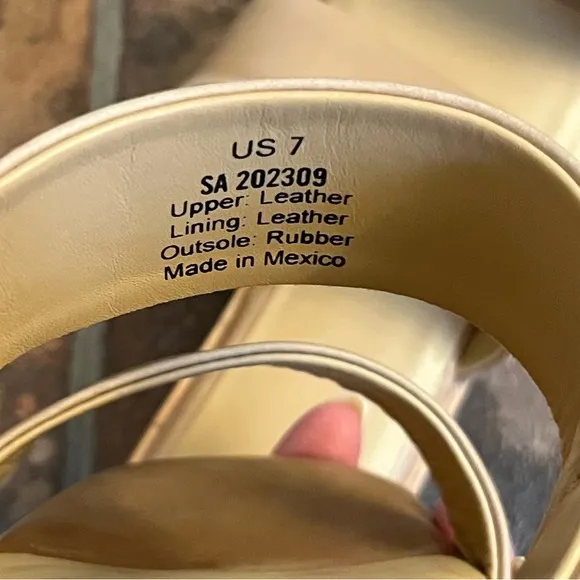 US 7
SA 202309
Upper: Leather
Lining: Leather
Outsole: Rubber
Made in Mexico